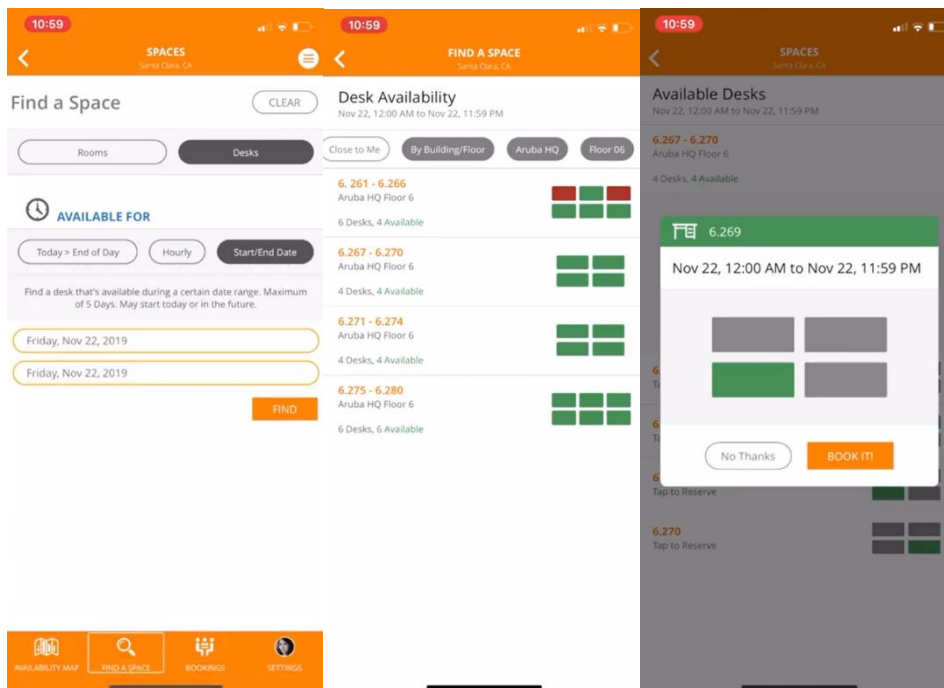 10:59
SPACES
Santa Clara, CA
Find a Space
CLEAR
Rooms
Desks
AVAILABLE FOR
Today > End of Day
Hourly
Start/End Date
Find a desk that's available during a certain date range. Maximum
of 5 Days. May start today or in the future.
Friday, Nov 22, 2019
Friday, Nov 22, 2019
FIND
AVAILABILITY MAP
FIND A SPACE
BOOKINGS
SETTINGS
10:59
FIND A SPACE
Santa Clara, CA
Desk Availability
Nov 22, 12:00 AM to Nov 22, 11:59 PM
Close to Me
By Building/Floor
Aruba HQ
Floor 06
6. 261 - 6.266
Aruba HQ Floor 6
6 Desks, 4 Available
6.267 - 6.270
Aruba HQ Floor 6
4 Desks, 4 Available
6.271 - 6.274
Aruba HQ Floor 6
4 Desks, 4 Available
6.275 - 6.280
Aruba HQ Floor 6
6 Desks, 6 Available
10:59
SPACES
Santa Clara, CA
Available Desks
Nov 22, 12:00 AM to Nov 22, 11:59 PM
6.267 - 6.270
Aruba HQ Floor 6
4 Desks, 4 Available
6.269
Nov 22, 12:00 AM to Nov 22, 11:59 PM
No Thanks
BOOK IT!
Tap to Reserve
6.270
Tap to Reserve